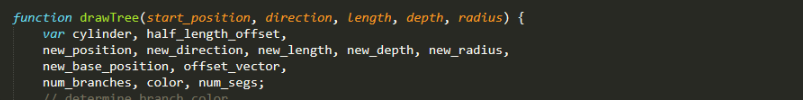 function drawTree(start_position, direction, length, depth, radius) {
var cylinder, half_length_offset,
new_position, new_direction, new_length, new_depth, new_radius,
new_base_position, offset_vector,
num_branches, color, num_segs;
// determine branch color